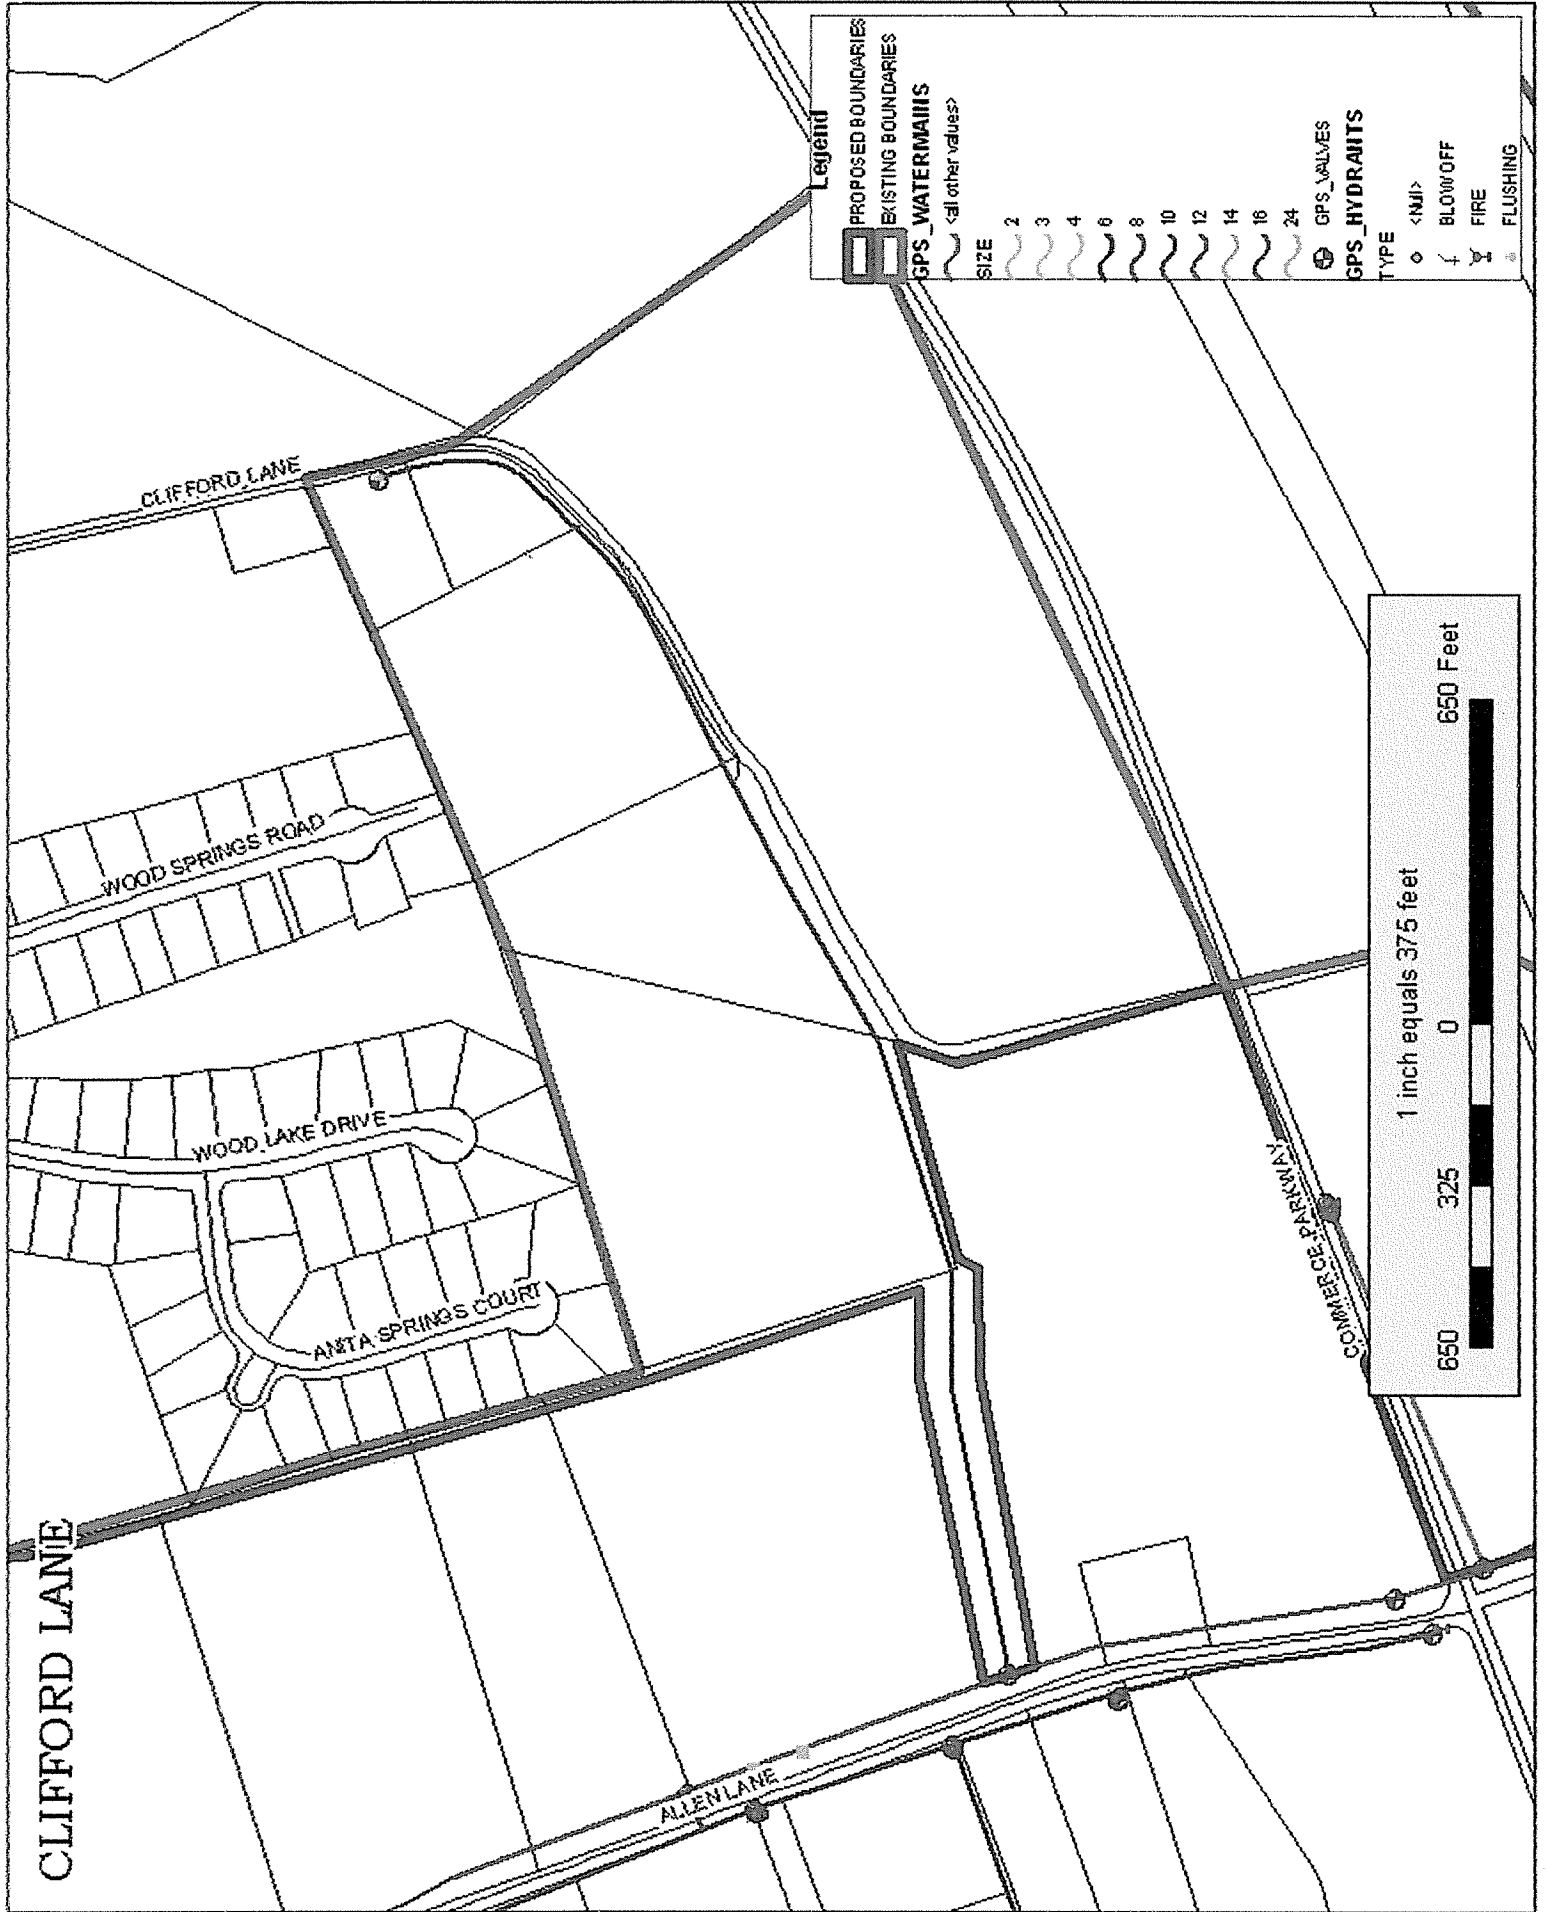 CLIFFORD LANE
CLIFFORD LANE
WOOD SPRINGS ROAD
WOOD LAKE DRIVE
ANITA SPRINGS COURT
ALLEN LANE
COMMERCE PARKWAY
Legend
PROPOSED BOUNDARIES
EXISTING BOUNDARIES
GPS_WATERMAINS
<all other values>
SIZE
2
3
4
6
8
10
12
14
16
24
GPS_VALVES
GPS_HYDRANTS
TYPE
<Null>
BLOWOFF
FIRE
FLUSHING
1 inch equals 375 feet
650 325 0 650 Feet